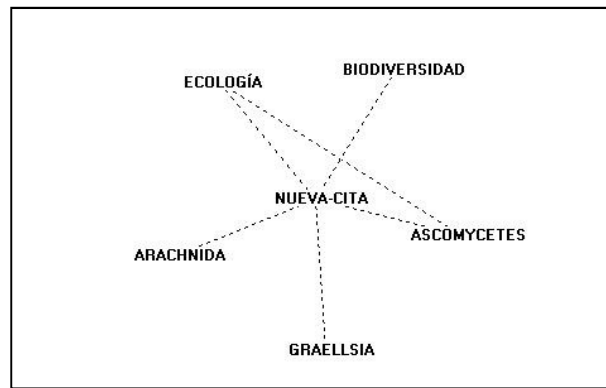 BIODIVERSIDAD
ECOLOGÍA
NUEVA-CITA
ASCOMYCETES
ARACHNIDA
GRAELLSIA